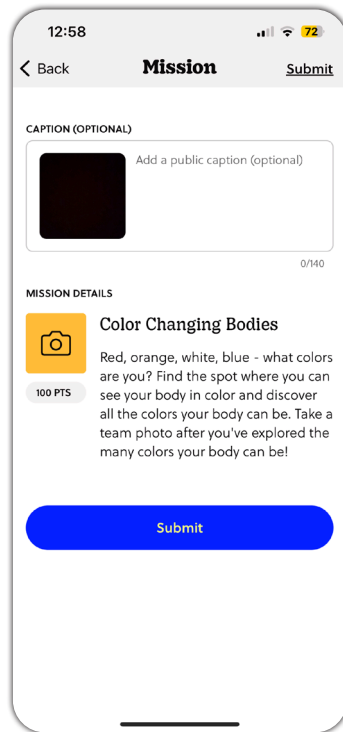 12:58
72
Back
Mission
Submit
CAPTION (OPTIONAL)
Add a public caption (optional)
0/140
MISSION DETAILS
Color Changing Bodies
100 PTS
Red, orange, white, blue - what colors
are you? Find the spot where you can
see your body in color and discover
all the colors your body can be. Take a
team photo after you've explored the
many colors your body can be!
Submit